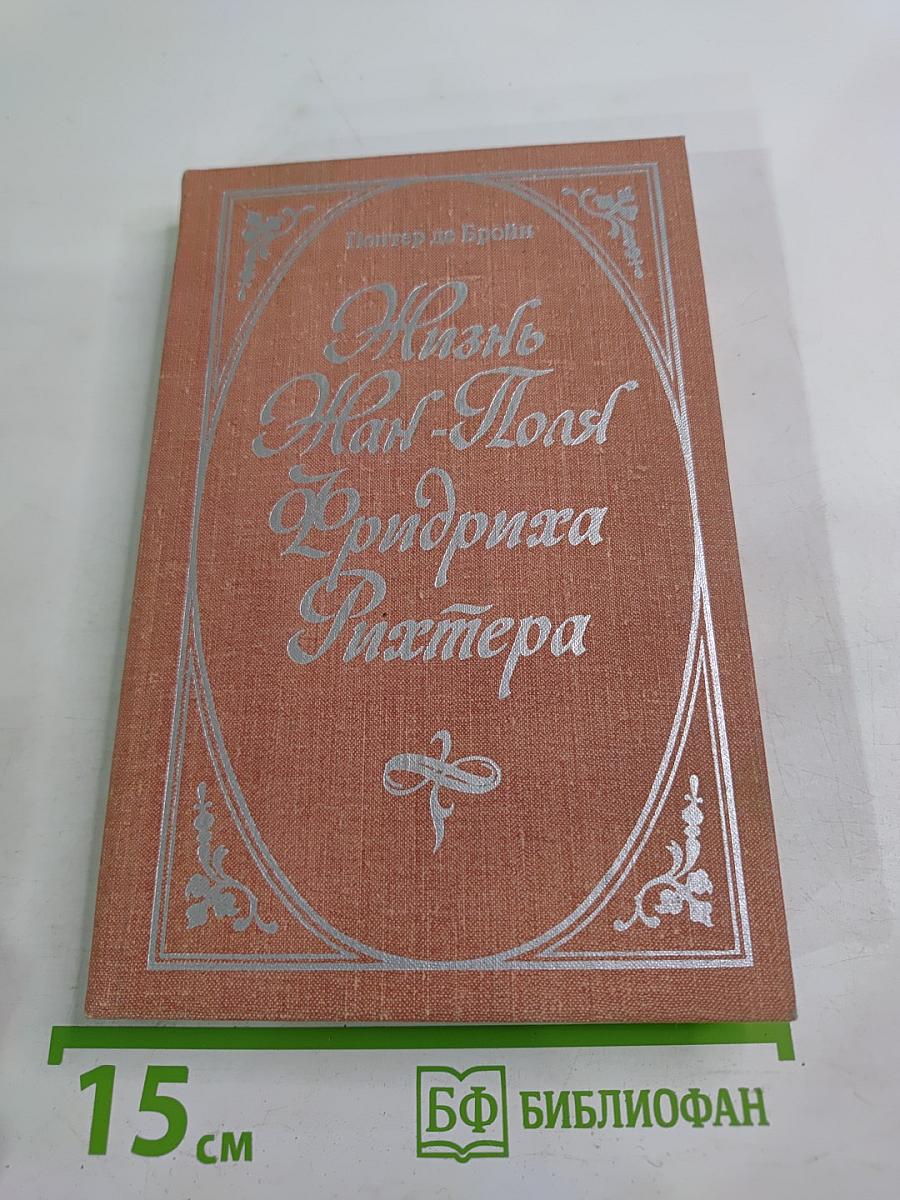 Гюнтер де Бройн
Жизнь
Жан-Поля
Фридриха
Рихтера
15 см
БФ БИБЛИОФАН